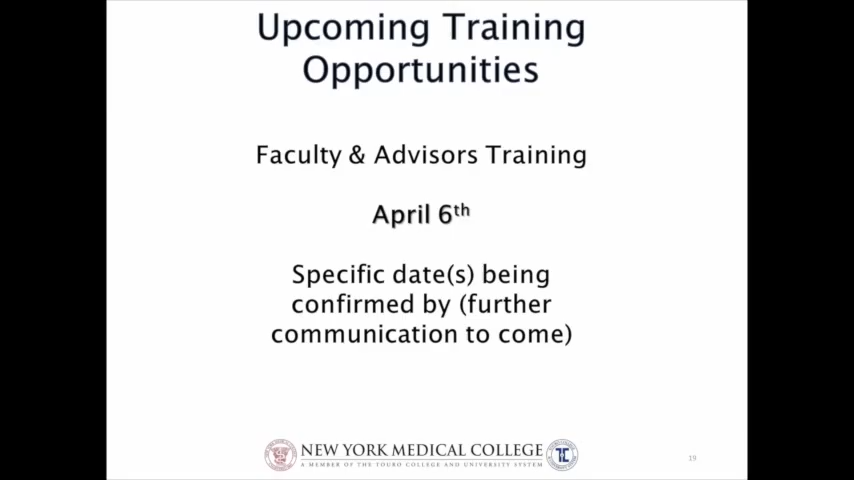 Upcoming Training
Opportunities
Faculty & Advisors Training
April 6th
Specific date(s) being
confirmed by (further
communication to come)
NEW YORK MEDICAL COLLEGE
A MEMBER OF THE TOURO COLLEGE AND UNIVERSITY SYSTEM
19